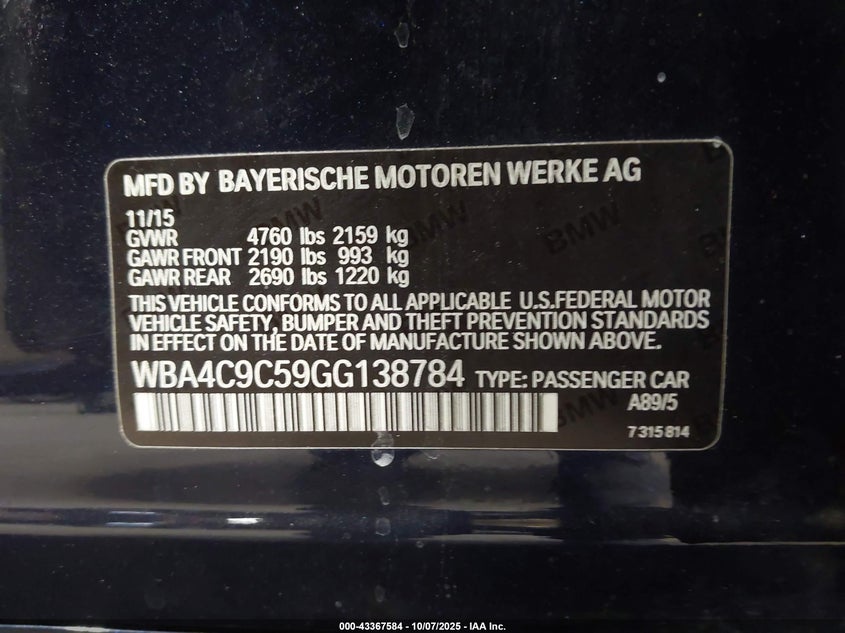 MFD BY BAYERISCHE MOTOREN WERKE AG
11/15
GVWR 4760 lbs 2159 kg
GAWR FRONT 2190 lbs 993 kg
GAWR REAR 2690 lbs 1220 kg
THIS VEHICLE CONFORMS TO ALL APPLICABLE U.S.FEDERAL MOTOR
VEHICLE SAFETY, BUMPER AND THEFT PREVENTION STANDARDS
IN EFFECT ON THE DATE OF MANUFACTURE SHOWN ABOVE.
WBA4C9C59GG138784 TYPE: PASSENGER CAR
A89/5
7 315 814
000-43367584 - 10/07/2025 - IAA Inc.